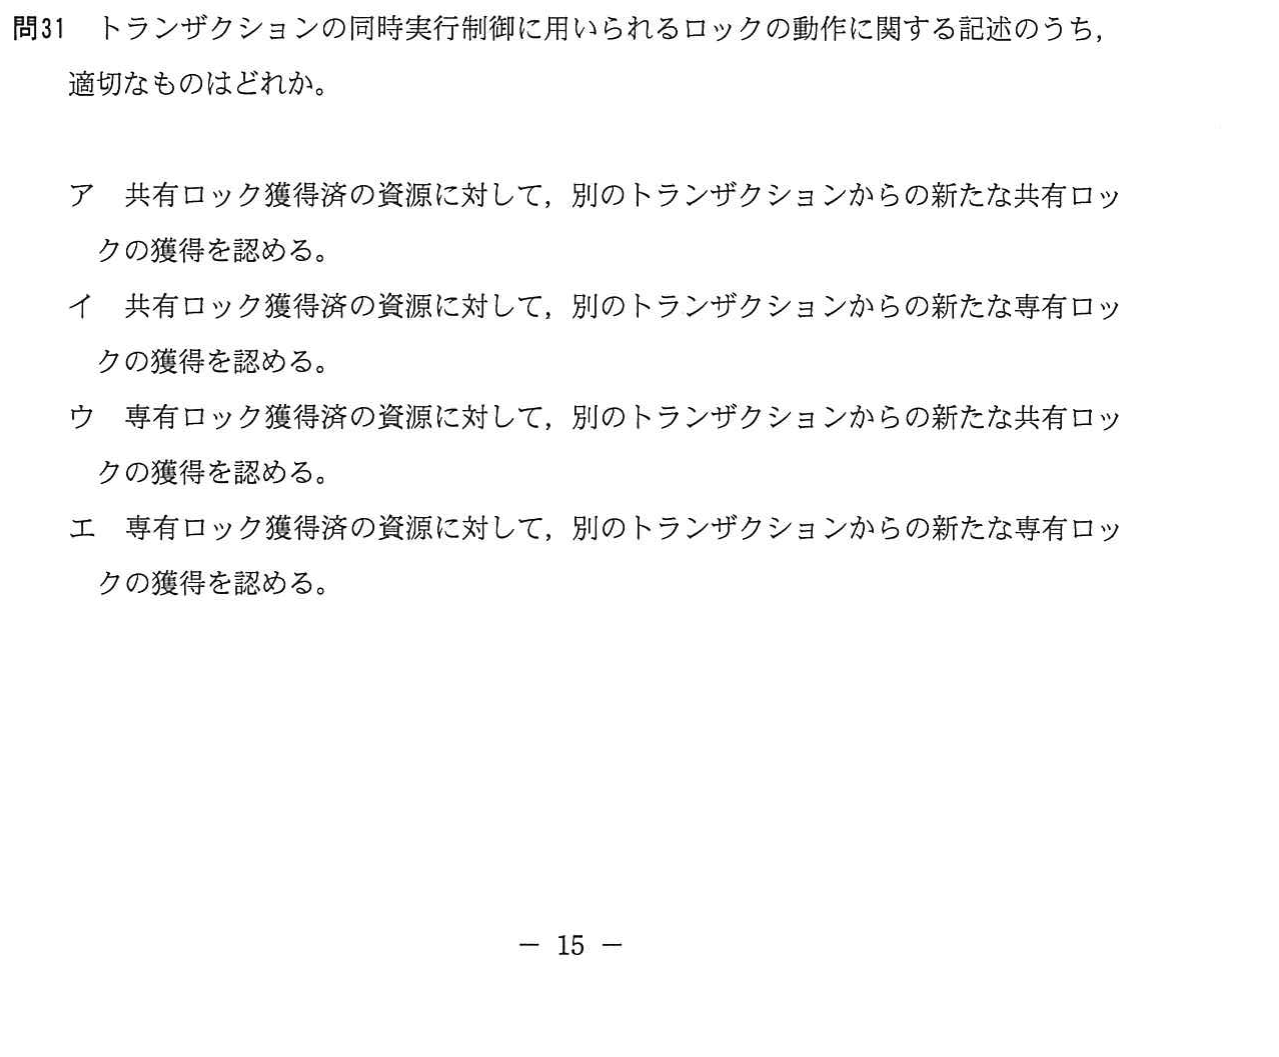 問31 トランザクションの同時実行制御に用いられるロックの動作に関する記述のうち，
適切なものはどれか。
ア 共有ロック獲得済の資源に対して，別のトランザクションからの新たな共有ロッ
クの獲得を認める。
イ 共有ロック獲得済の資源に対して，別のトランザクションからの新たな専有ロッ
クの獲得を認める。
ウ 専有ロック獲得済の資源に対して，別のトランザクションからの新たな共有ロッ
クの獲得を認める。
エ 専有ロック獲得済の資源に対して，別のトランザクションからの新たな専有ロッ
クの獲得を認める。
－ 15 －